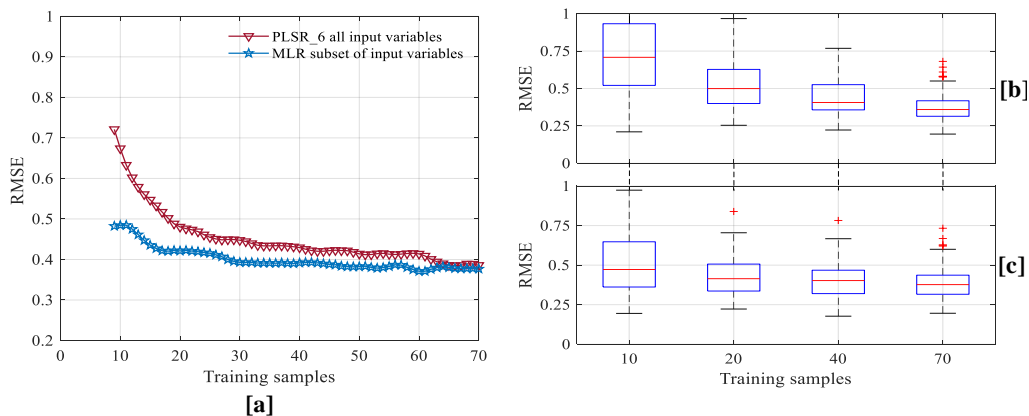 1
0.9
0.8
0.7
0.6
0.5
0.4
0.3
0.2
RMSE
PLSR_6 all input variables
MLR subset of input variables
0 10 20 30 40 50 60 70
Training samples
[a]
1
0.75
0.5
0.25
0
RMSE
[b]
1
0.75
0.5
0.25
0
RMSE
[c]
10 20 40 70
Training samples